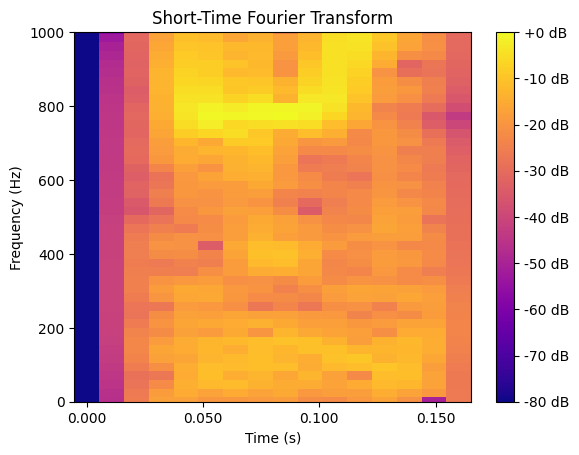 Short-Time Fourier Transform
1000
800
600
400
200
0
Frequency (Hz)
0.000
0.050
0.100
0.150
Time (s)
+0 dB
-10 dB
-20 dB
-30 dB
-40 dB
-50 dB
-60 dB
-70 dB
-80 dB